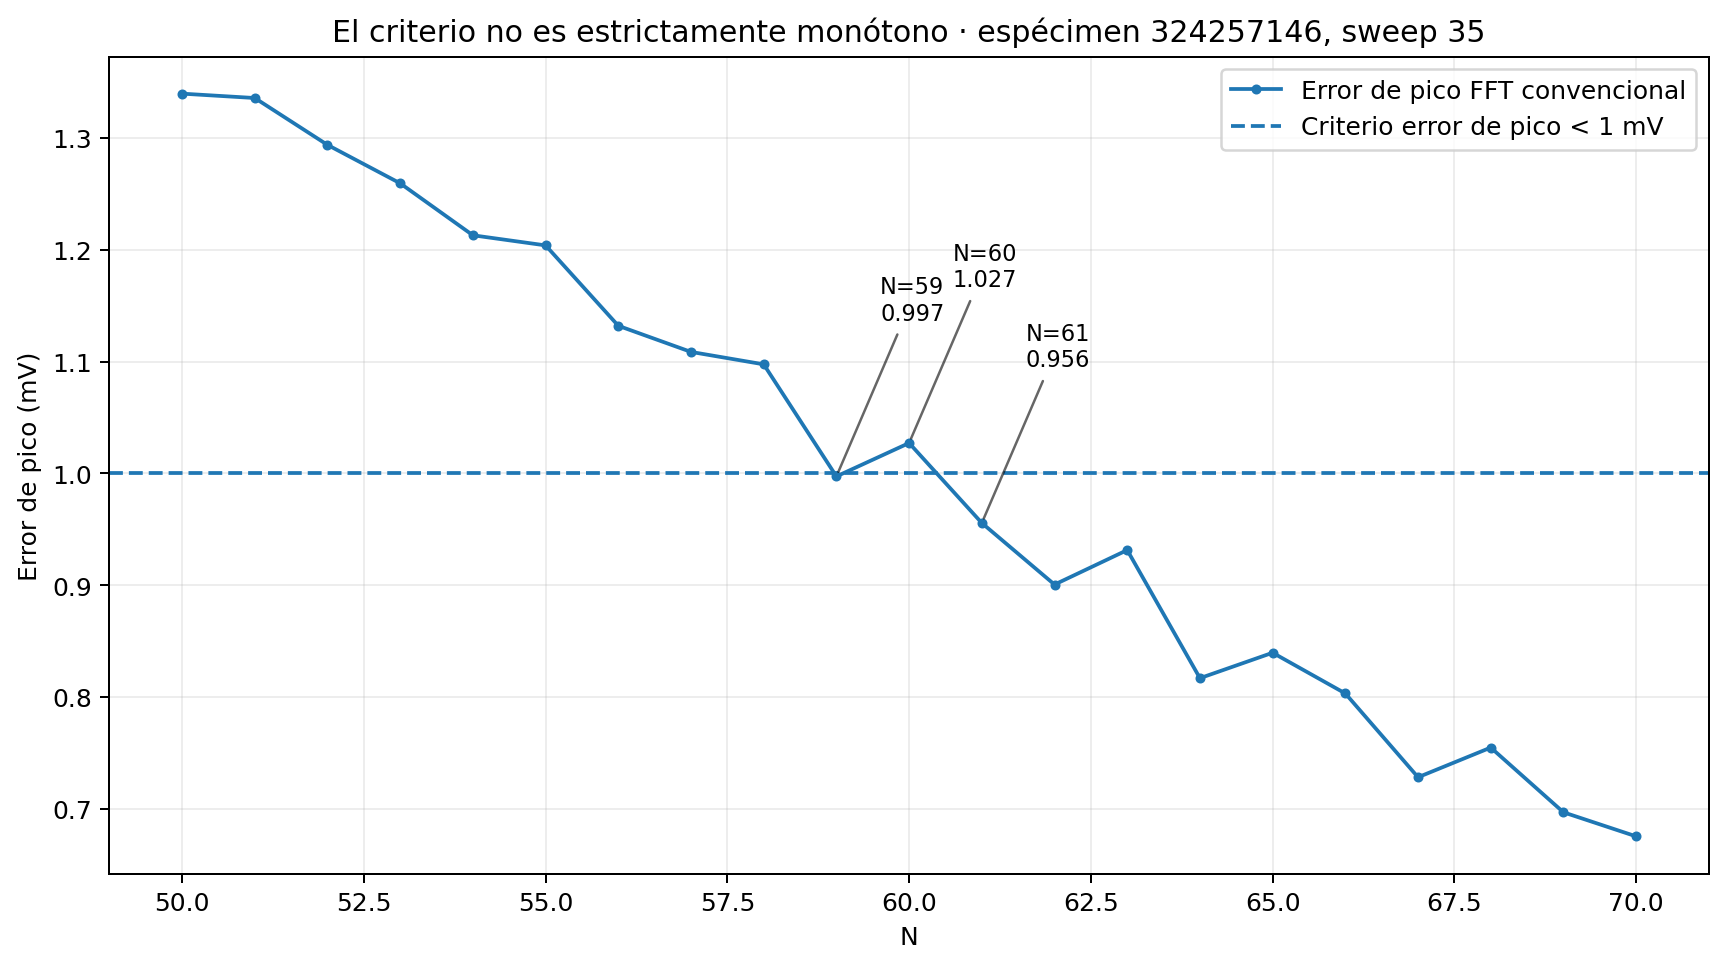 El criterio no es estrictamente monótono · espécimen 324257146, sweep 35
Error de pico FFT convencional
Criterio error de pico < 1 mV
Error de pico (mV)
1.3
1.2
1.1
1.0
0.9
0.8
0.7
N=59
0.997
N=60
1.027
N=61
0.956
50.0 52.5 55.0 57.5 60.0 62.5 65.0 67.5 70.0
N